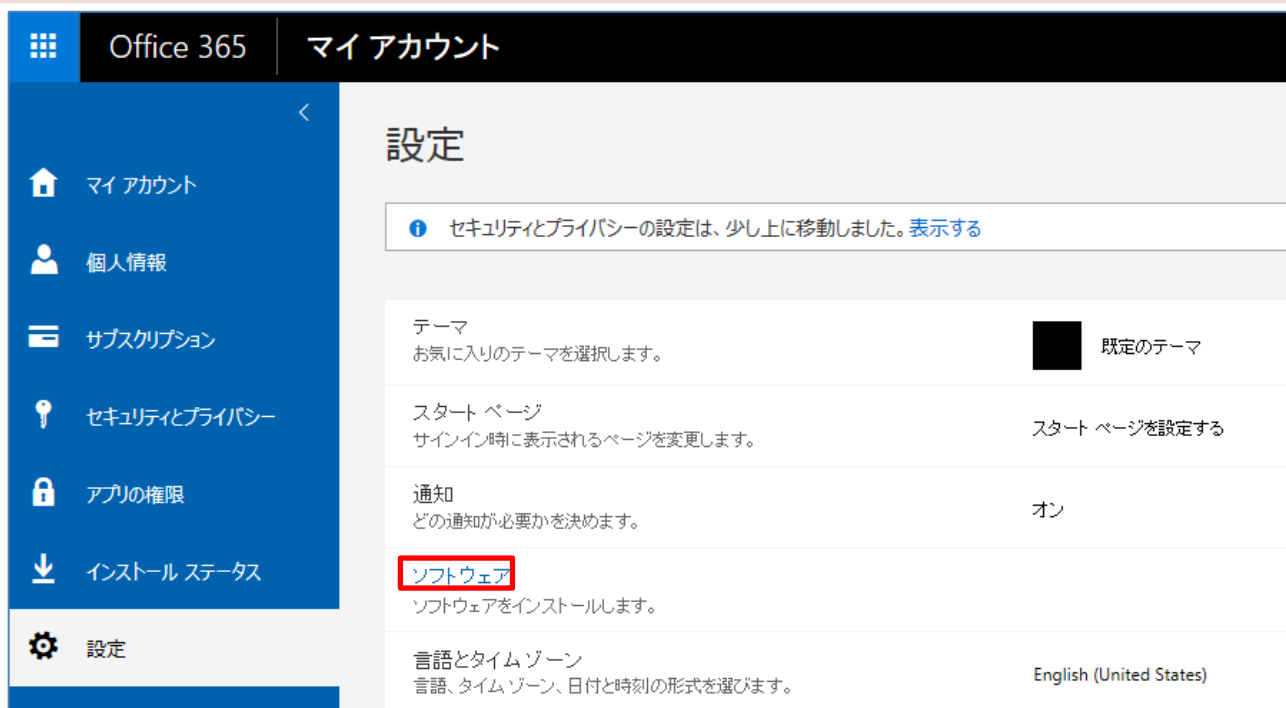 Office 365
マイ アカウント
マイ アカウント
個人情報
サブスクリプション
セキュリティとプライバシー
アプリの権限
インストール ステータス
設定
設定
セキュリティとプライバシーの設定は、少し上に移動しました。表示する
テーマ
お気に入りのテーマを選択します。
既定のテーマ
スタート ページ
サインイン時に表示されるページを変更します。
スタート ページを設定する
通知
どの通知が必要かを決めます。
オン
ソフトウェア
ソフトウェアをインストールします。
言語とタイム ゾーン
言語、タイム ゾーン、日付と時刻の形式を選びます。
English (United States)